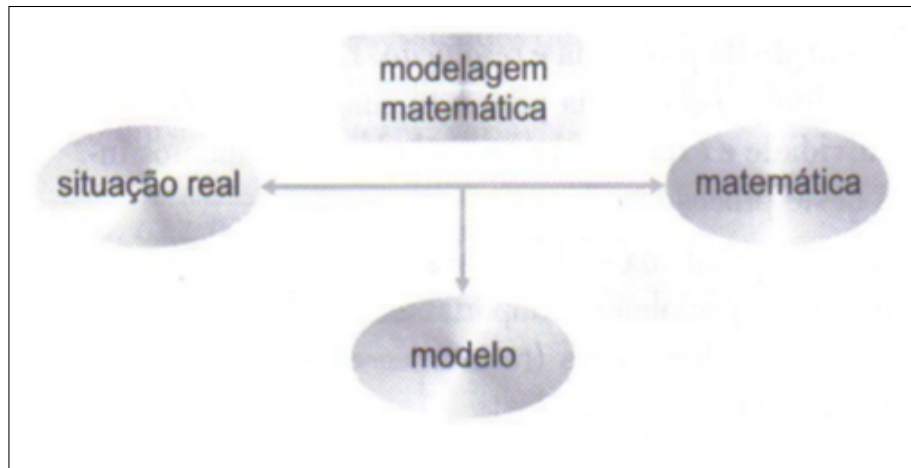 modelagem
matemática
situação real
matemática
modelo